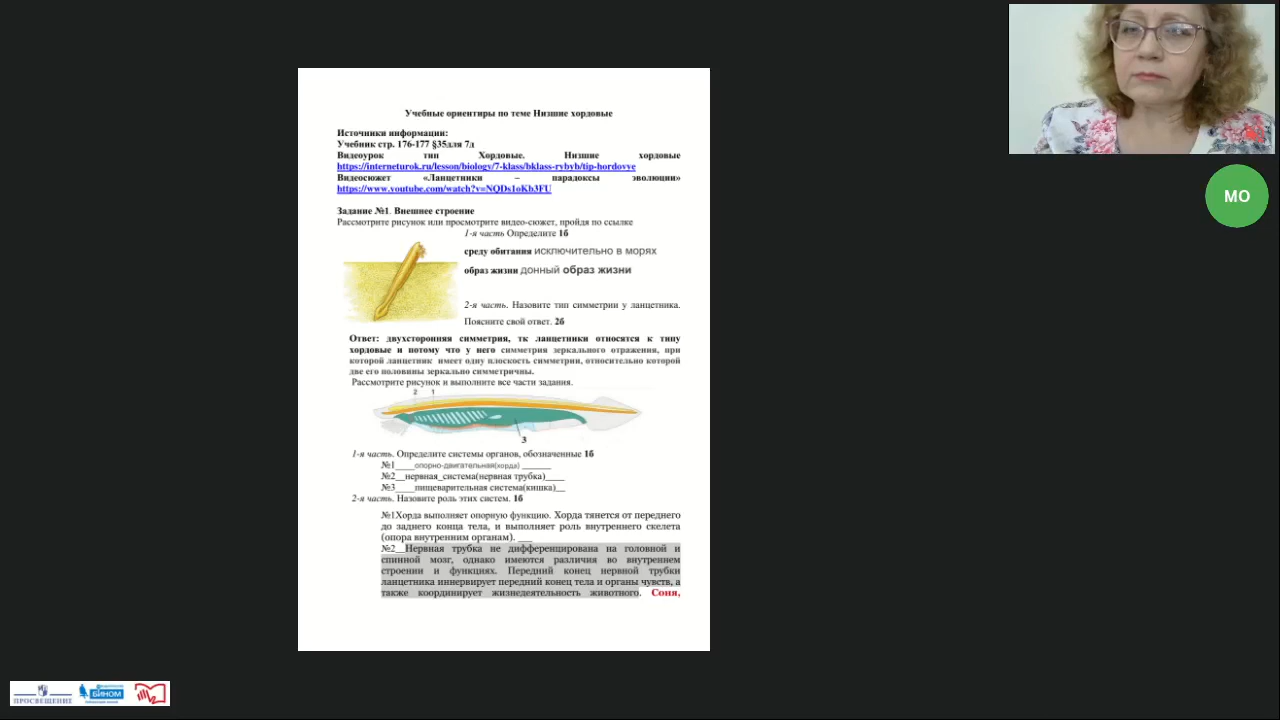 Учебные ориентиры по теме Низшие хордовые
Источники информации:
Учебник стр. 176-177 §35для 7д
Видеоурок тип Хордовые. Низшие хордовые
https://interneturok.ru/lesson/biology/7-klass/bklass-rybyb/tip-hordovye
Видеосюжет «Ланцетники – парадоксы эволюции»
https://www.youtube.com/watch?v=NQDs1oKb3FU
Задание №1. Внешнее строение
Рассмотрите рисунок или просмотрите видео-сюжет, пройдя по ссылке
1-я часть Определите 1б
среду обитания исключительно в морях
образ жизни донный образ жизни
2-я часть. Назовите тип симметрии у ланцетника.
Поясните свой ответ. 2б
Ответ: двухсторонняя симметрия, тк ланцетники относятся к типу
хордовые и потому что у него симметрия зеркального отражения, при
которой ланцетник имеет одну плоскость симметрии, относительно которой
две его половины зеркально симметричны.
Рассмотрите рисунок и выполните все части задания.
2 1
3
1-я часть. Определите системы органов, обозначенные 1б
№1____опорно-двигательная(хорда) ______
№2__нервная_система(нервная трубка)____
№3____пищеварительная система(кишка)__
2-я часть. Назовите роль этих систем. 1б
№1Хорда выполняет опорную функцию. Хорда тянется от переднего
до заднего конца тела, и выполняет роль внутреннего скелета
(опора внутренним органам). ___
№2__Нервная трубка не дифференцирована на головной и
спинной мозг, однако имеются различия во внутреннем
строении и функциях. Передний конец нервной трубки
ланцетника иннервирует передний конец тела и органы чувств, а
также координирует жизнедеятельность животного. Соня,
МО
ПРОСВЕЩЕНИЕ
БИНОМ